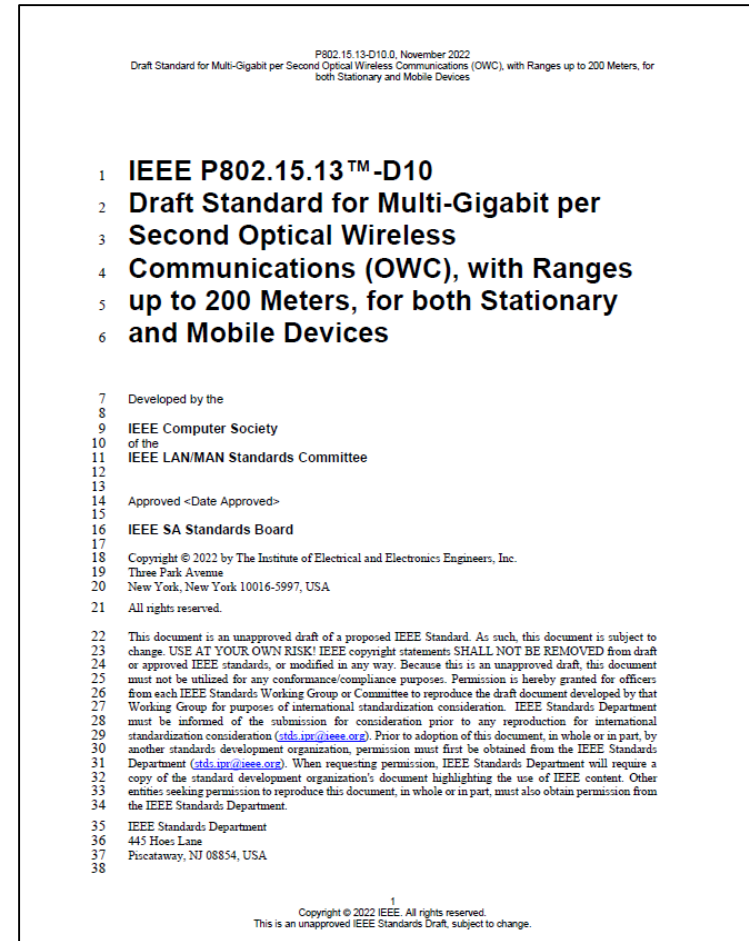 P802.15.13-D10.0, November 2022
Draft Standard for Multi-Gigabit per Second Optical Wireless Communications (OWC), with Ranges up to 200 Meters, for
both Stationary and Mobile Devices
1 IEEE P802.15.13™-D10
2 Draft Standard for Multi-Gigabit per
3 Second Optical Wireless
4 Communications (OWC), with Ranges
5 up to 200 Meters, for both Stationary
6 and Mobile Devices
7 Developed by the
8
9 IEEE Computer Society
10 of the
11 IEEE LAN/MAN Standards Committee
12
13
14 Approved <Date Approved>
15
16 IEEE SA Standards Board
17
18 Copyright © 2022 by The Institute of Electrical and Electronics Engineers, Inc.
19 Three Park Avenue
20 New York, New York 10016-5997, USA
21 All rights reserved.
22 This document is an unapproved draft of a proposed IEEE Standard. As such, this document is subject to
23 change. USE AT YOUR OWN RISK! IEEE copyright statements SHALL NOT BE REMOVED from draft
24 or approved IEEE standards, or modified in any way. Because this is an unapproved draft, this document
25 must not be utilized for any conformance/compliance purposes. Permission is hereby granted for officers
26 from each IEEE Standards Working Group or Committee to reproduce the draft document developed by that
27 Working Group for purposes of international standardization consideration. IEEE Standards Department
28 must be informed of the submission for consideration prior to any reproduction for international
29 standardization consideration (stds.ipr@ieee.org). Prior to adoption of this document, in whole or in part, by
30 another standards development organization, permission must first be obtained from the IEEE Standards
31 Department (stds.ipr@ieee.org). When requesting permission, IEEE Standards Department will require a
32 copy of the standard development organization's document highlighting the use of IEEE content. Other
33 entities seeking permission to reproduce this document, in whole or in part, must also obtain permission from
34 the IEEE Standards Department.
35 IEEE Standards Department
36 445 Hoes Lane
37 Piscataway, NJ 08854, USA
38
1
Copyright © 2022 IEEE. All rights reserved.
This is an unapproved IEEE Standards Draft, subject to change.